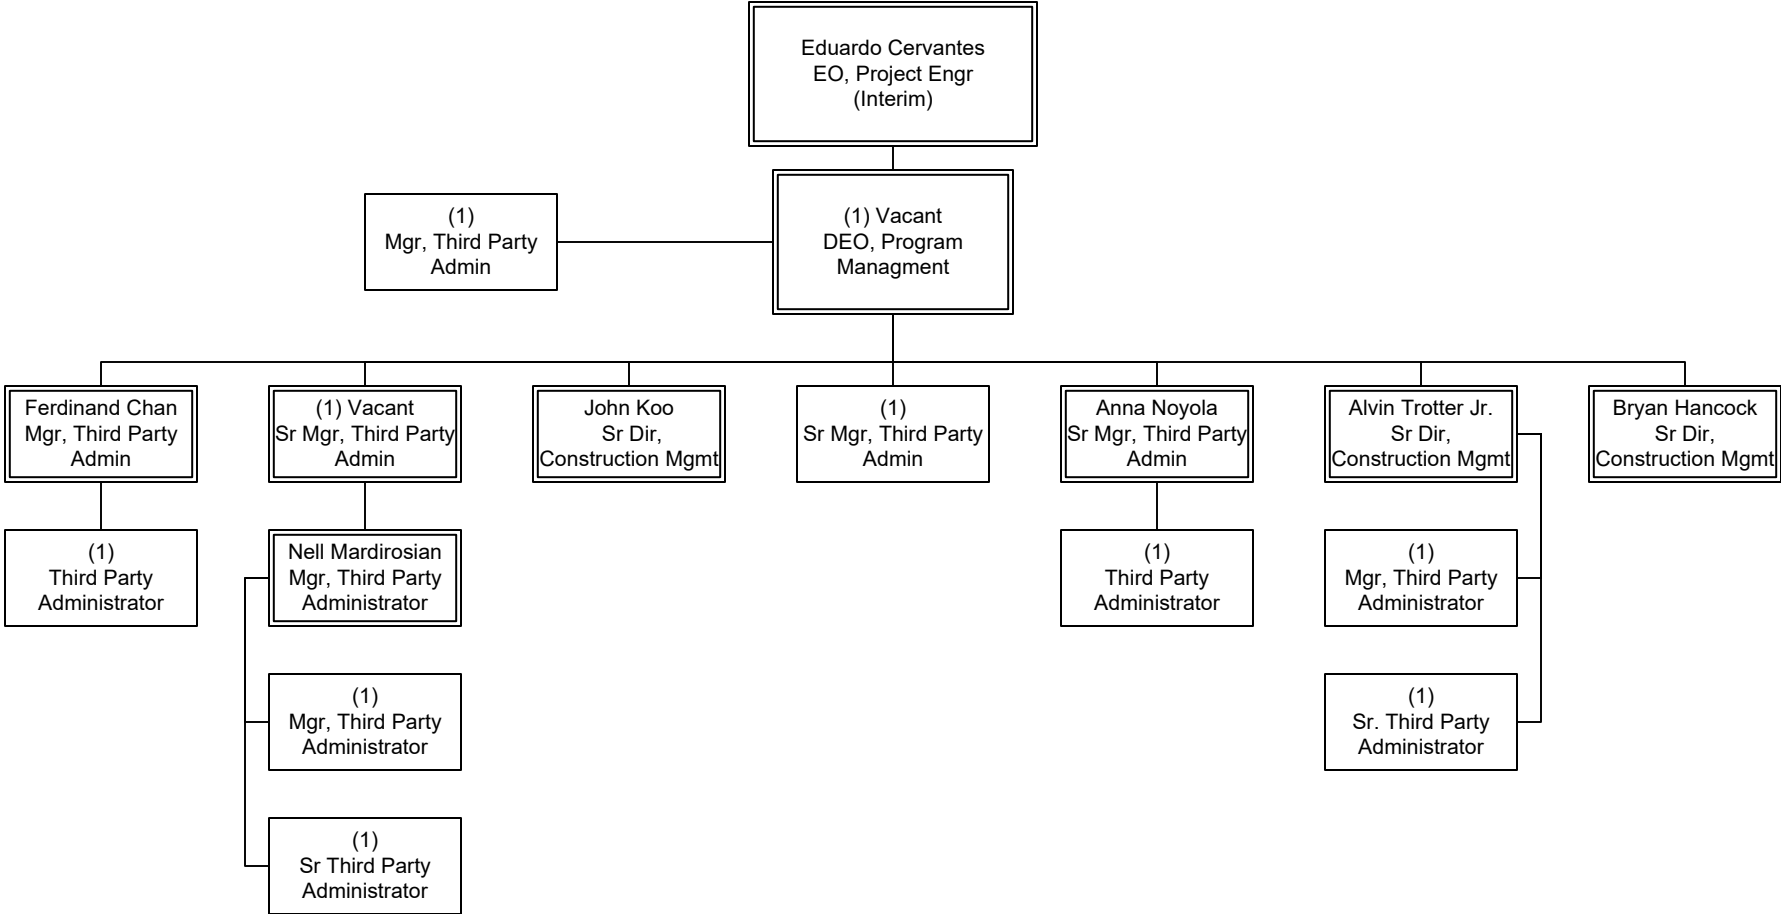 Eduardo Cervantes
EO, Project Engr
(Interim)
(1)
Mgr, Third Party
Admin
(1) Vacant
DEO, Program
Managment
Ferdinand Chan
Mgr, Third Party
Admin
(1) Vacant
Sr Mgr, Third Party
Admin
John Koo
Sr Dir,
Construction Mgmt
(1)
Sr Mgr, Third Party
Admin
Anna Noyola
Sr Mgr, Third Party
Admin
Alvin Trotter Jr.
Sr Dir,
Construction Mgmt
Bryan Hancock
Sr Dir,
Construction Mgmt
(1)
Third Party
Administrator
Nell Mardirosian
Mgr, Third Party
Administrator
(1)
Third Party
Administrator
(1)
Mgr, Third Party
Administrator
(1)
Mgr, Third Party
Administrator
(1)
Sr. Third Party
Administrator
(1)
Sr Third Party
Administrator